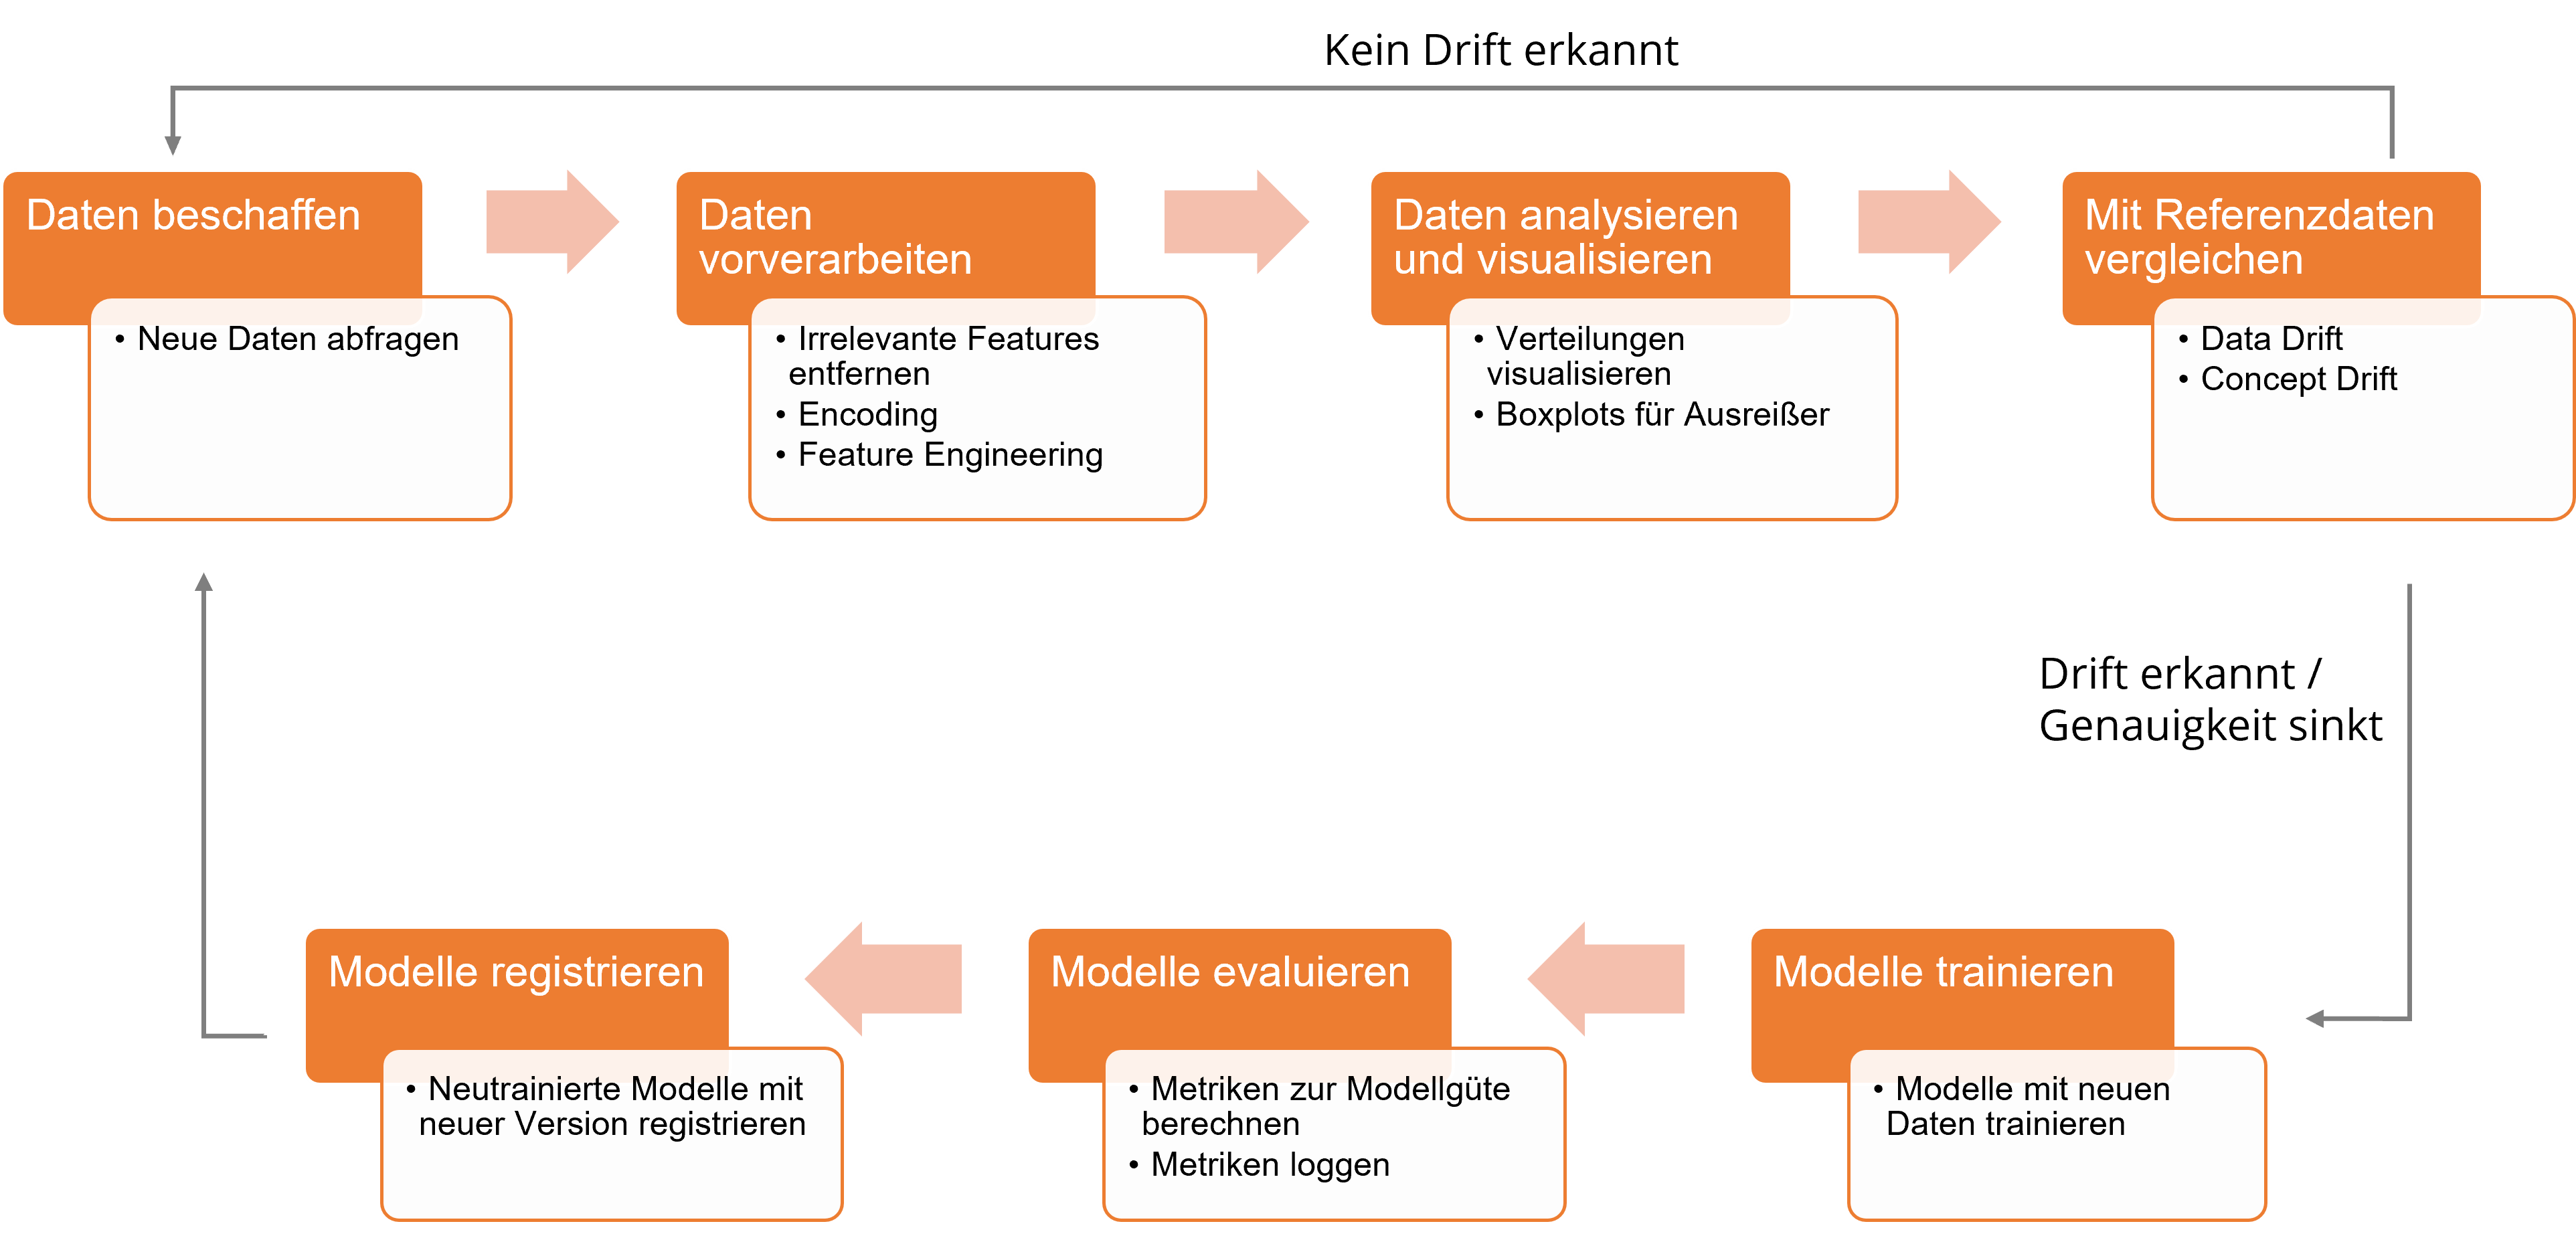 Kein Drift erkannt
Daten beschaffen
• Neue Daten abfragen
Daten
vorverarbeiten
• Irrelevante Features
entfernen
• Encoding
• Feature Engineering
Daten analysieren
und visualisieren
• Verteilungen
visualisieren
• Boxplots für Ausreißer
Mit Referenzdaten
vergleichen
• Data Drift
• Concept Drift
Drift erkannt /
Genauigkeit sinkt
Modelle trainieren
• Modelle mit neuen
Daten trainieren
Modelle evaluieren
• Metriken zur Modellgüte
berechnen
• Metriken loggen
Modelle registrieren
• Neutrainierte Modelle mit
neuer Version registrieren